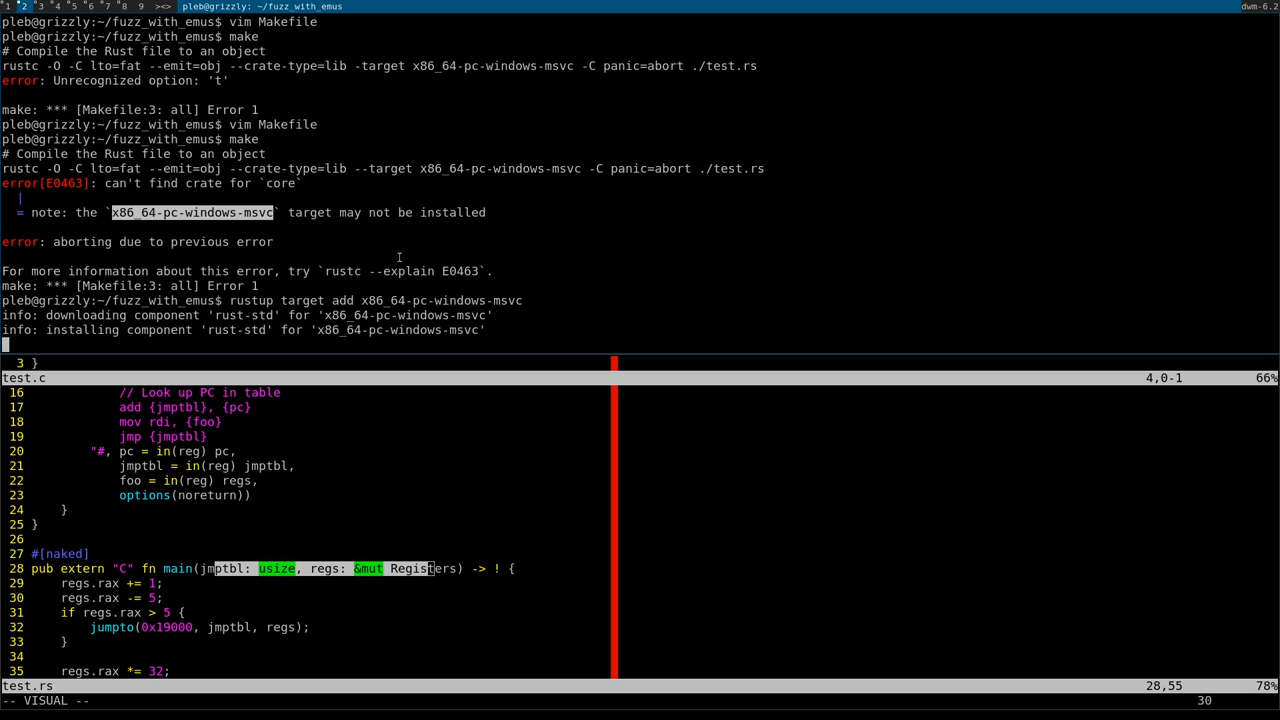 1 2 3 4 5 6 7 8 9 ><> pleb@grizzly: ~/fuzz_with_emus dwm-6.2
pleb@grizzly:~/fuzz_with_emus$ vim Makefile
pleb@grizzly:~/fuzz_with_emus$ make
# Compile the Rust file to an object
rustc -O -C lto=fat --emit=obj --crate-type=lib -target x86_64-pc-windows-msvc -C panic=abort ./test.rs
error: Unrecognized option: 't'
make: *** [Makefile:3: all] Error 1
pleb@grizzly:~/fuzz_with_emus$ vim Makefile
pleb@grizzly:~/fuzz_with_emus$ make
# Compile the Rust file to an object
rustc -O -C lto=fat --emit=obj --crate-type=lib --target x86_64-pc-windows-msvc -C panic=abort ./test.rs
error[E0463]: can't find crate for `core`
|
= note: the `x86_64-pc-windows-msvc` target may not be installed
error: aborting due to previous error
For more information about this error, try `rustc --explain E0463`.
make: *** [Makefile:3: all] Error 1
pleb@grizzly:~/fuzz_with_emus$ rustup target add x86_64-pc-windows-msvc
info: downloading component 'rust-std' for 'x86_64-pc-windows-msvc'
info: installing component 'rust-std' for 'x86_64-pc-windows-msvc'
3 }
test.c 4,0-1 66%
16 // Look up PC in table
17 add {jmptbl}, {pc}
18 mov rdi, {foo}
19 jmp {jmptbl}
20 "#, pc = in(reg) pc,
21 jmptbl = in(reg) jmptbl,
22 foo = in(reg) regs,
23 options(noreturn))
24 }
25 }
26
27 #[naked]
28 pub extern "C" fn main(jmptbl: usize, regs: &mut Registers) -> ! {
29 regs.rax += 1;
30 regs.rax -= 5;
31 if regs.rax > 5 {
32 jumpto(0x19000, jmptbl, regs);
33 }
34
35 regs.rax *= 32;
test.rs 28,55 78%
-- VISUAL -- 30